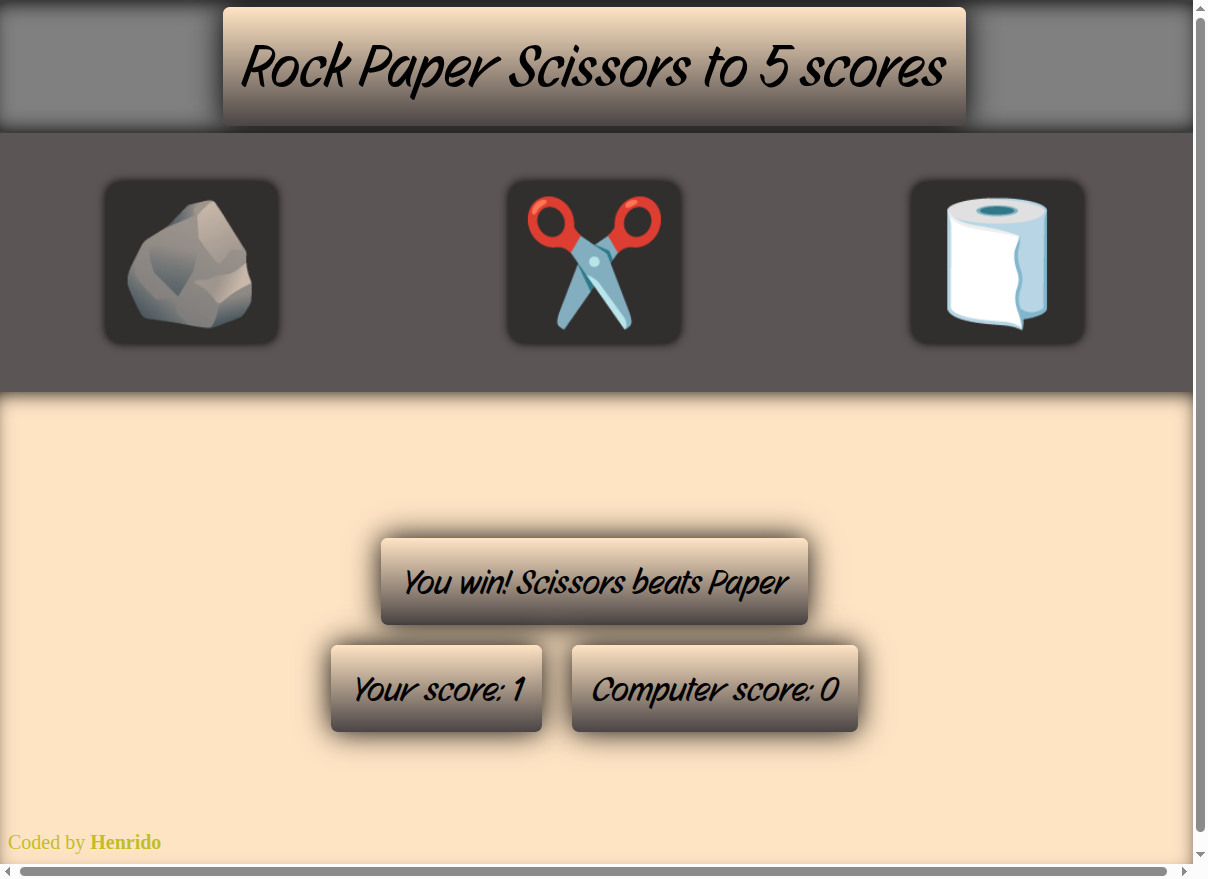 Rock Paper Scissors to 5 scores
You win! Scissors beats Paper
Your score: 1
Computer score: 0
Coded by Henrido